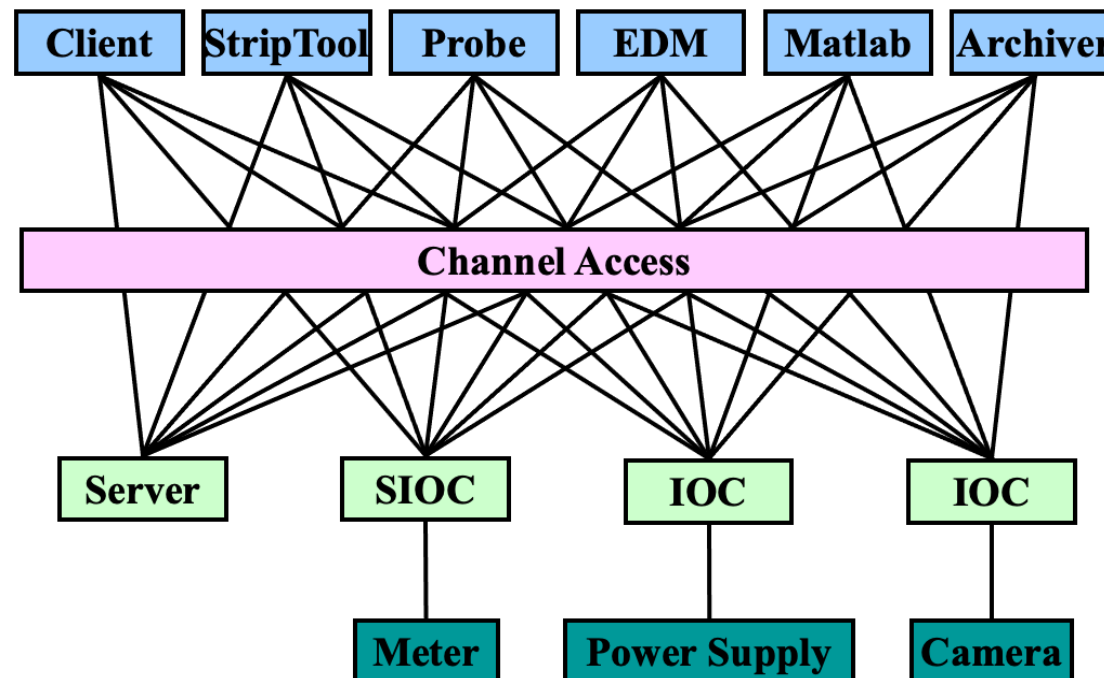 Client StripTool Probe EDM Matlab Archiver
Channel Access
Server SIOC IOC IOC
Meter Power Supply Camera